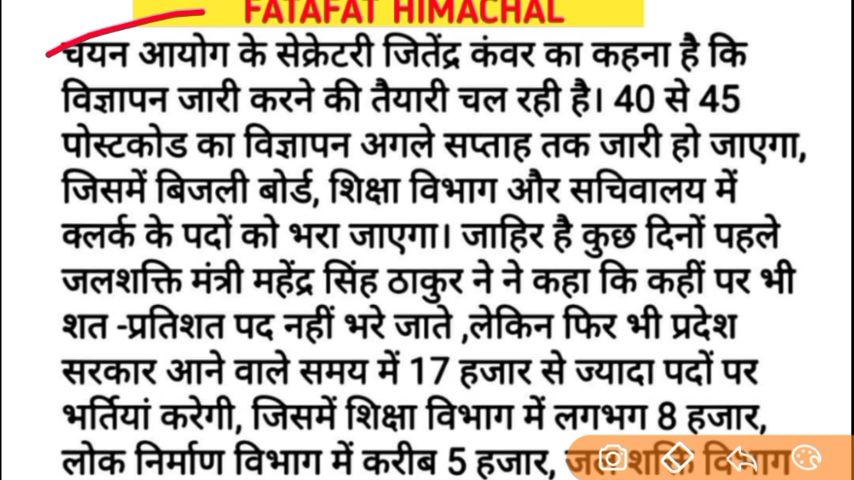 FATAFAT HIMACHAL
चयन आयोग के सेक्रेटरी जितेंद्र कंवर का कहना है कि
विज्ञापन जारी करने की तैयारी चल रही है। 40 से 45
पोस्टकोड का विज्ञापन अगले सप्ताह तक जारी हो जाएगा,
जिसमें बिजली बोर्ड, शिक्षा विभाग और सचिवालय में
क्लर्क के पदों को भरा जाएगा। जाहिर है कुछ दिनों पहले
जलशक्ति मंत्री महेंद्र सिंह ठाकुर ने ने कहा कि कहीं पर भी
शत -प्रतिशत पद नहीं भरे जाते ,लेकिन फिर भी प्रदेश
सरकार आने वाले समय में 17 हजार से ज्यादा पदों पर
भर्तियां करेगी, जिसमें शिक्षा विभाग में लगभग 8 हजार,
लोक निर्माण विभाग में करीब 5 हजार, जल शक्ति विभाग